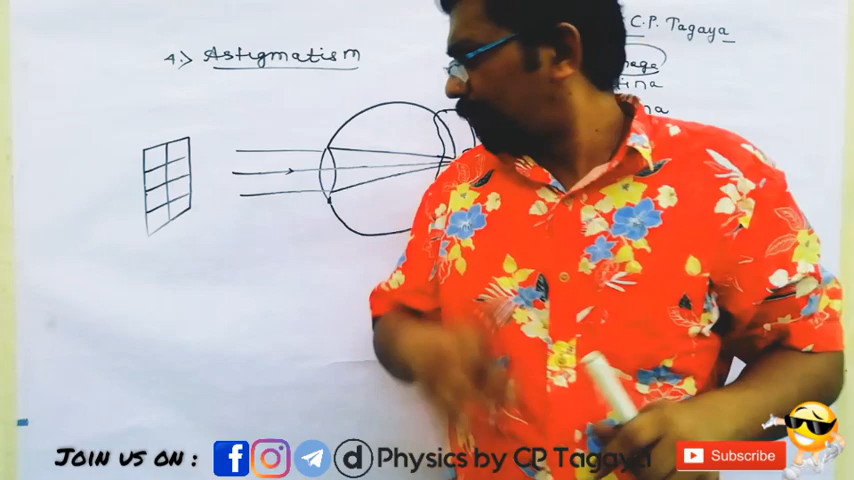 C.P. Tagaya
4.> Astigmatism
JOIN US ON :
f
d
Physics by CP Tagaya
Subscribe